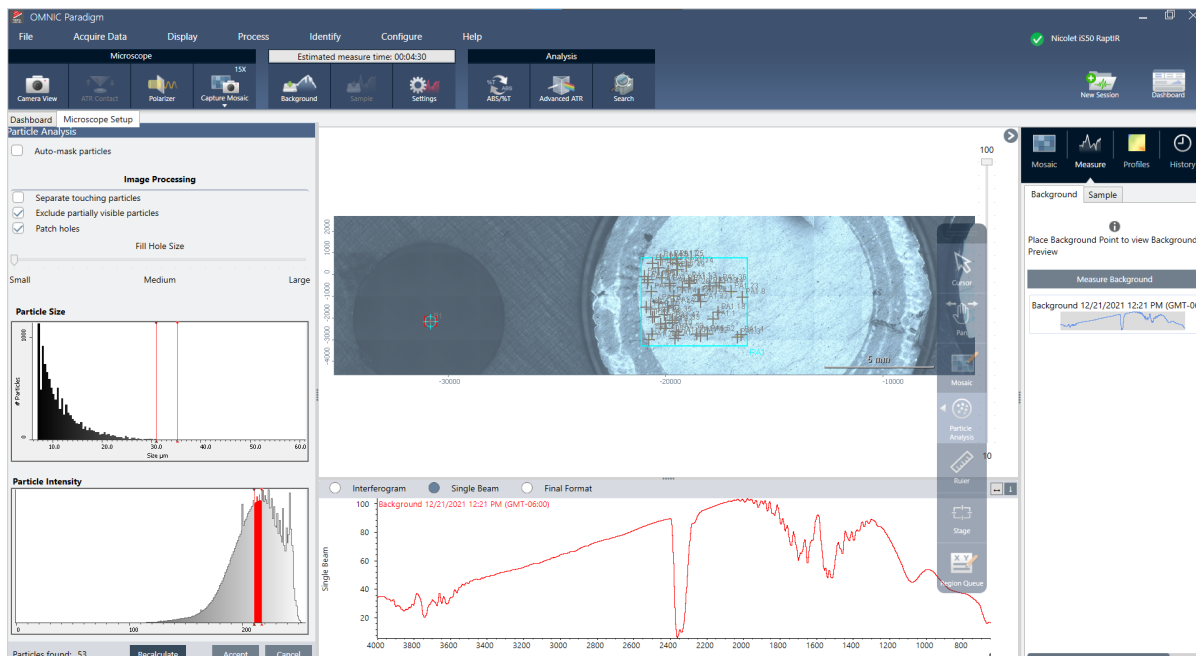 OMNIC Paradigm
File Acquire Data Display Process Identify Configure Help
Nicolet iS50 RaptIR
Microscope Estimated measure time: 00:04:30 Analysis
15X
%T ABS
Camera View ATR Contact Polarizer Capture Mosaic Background Sample Settings ABS/%T Advanced ATR Search New Session Dashboard
Dashboard Microscope Setup
Particle Analysis
Auto-mask particles
Image Processing
Separate touching particles
Exclude partially visible particles
Patch holes
Fill Hole Size
Small Medium Large
Particle Size
1000
# Particles
0
10.0 20.0 30.0 40.0 50.0 60.0
Size µm
Particle Intensity
0 100 200
Particles found: 53 Recalculate Accept Cancel
100
2000
1000
0
-1000
-2000
-3000
-4000
5 mm
-30000 -20000 -10000
Cursor
Pan
Mosaic
Particle
Analysis
10
Ruler
Stage
X Y
Region Queue
Interferogram Single Beam Final Format
Background 12/21/2021 12:21 PM (GMT-06:00)
Single Beam
100
80
60
40
20
4000 3800 3600 3400 3200 3000 2800 2600 2400 2200 2000 1800 1600 1400 1200 1000 800
Mosaic Measure Profiles History
Background Sample
Place Background Point to view Background
Preview
Measure Background
Background 12/21/2021 12:21 PM (GMT-0